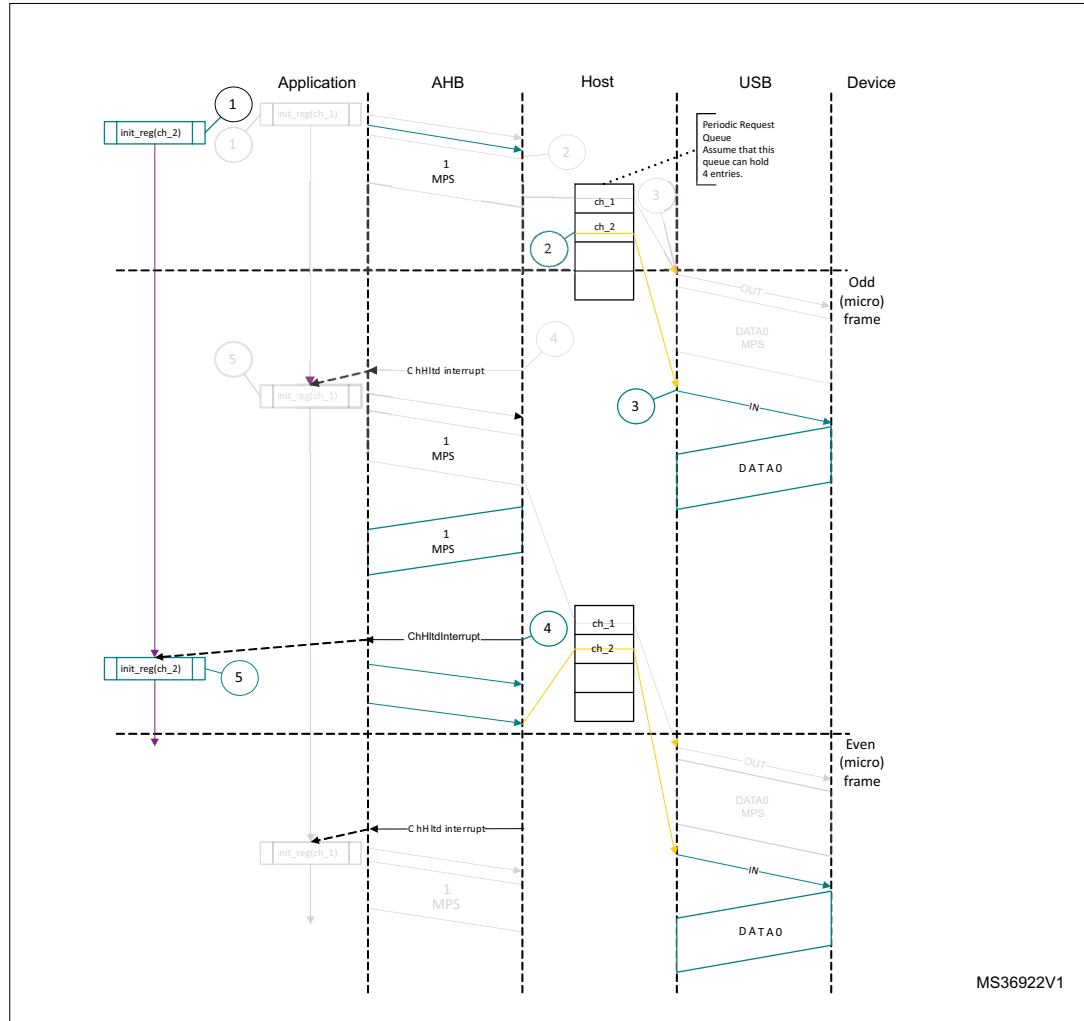 Application
AHB
Host
USB
Device
init_reg(ch_1)
1
init_reg(ch_2)
1
2
1
MPS
Periodic Request
Queue
Assume that this
queue can hold
4 entries.
3
ch_1
ch_2
2
Odd
(micro)
frame
OUT
DATA0
MPS
4
5
ChHltd interrupt
init_reg(ch_1)
3
IN
1
MPS
DATA0
1
MPS
ch_1
4
ChHltdInterrupt
ch_2
init_reg(ch_2)
5
Even
(micro)
frame
OUT
DATA0
MPS
ChHltd interrupt
init_reg(ch_1)
IN
1
MPS
DATA0
MS36922V1